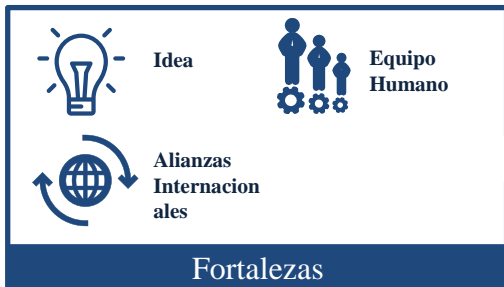 Idea
Equipo
Humano
Alianzas
Internacion
ales
Fortalezas